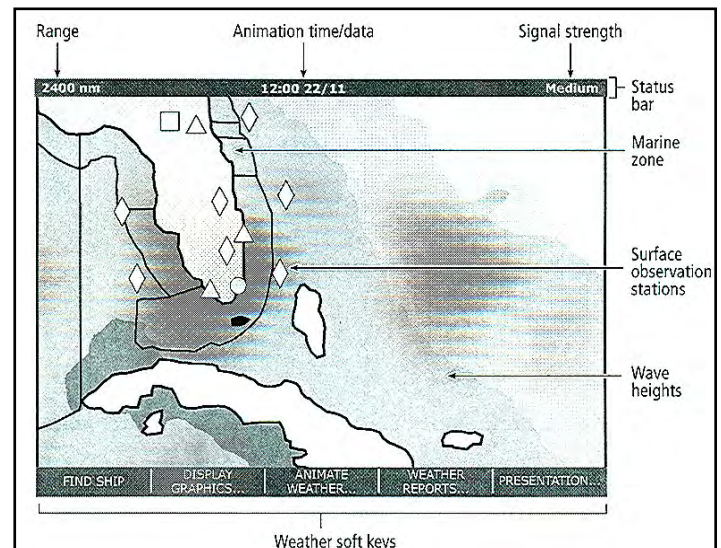 Range
Animation time/data
Signal strength
2400 nm
12:00 22/11
Medium
Status
bar
Marine
zone
Surface
observation
stations
Wave
heights
FIND SHIP
DISPLAY
GRAPHICS...
ANIMATE
WEATHER...
WEATHER
REPORTS...
PRESENTATION...
Weather soft keys